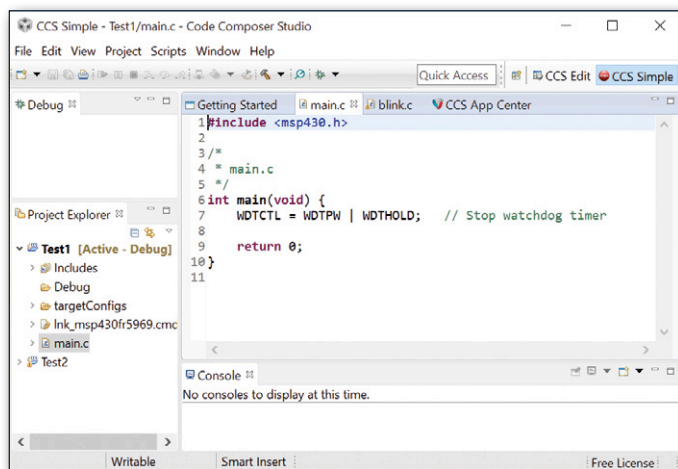 CCS Simple - Test1/main.c - Code Composer Studio
File Edit View Project Scripts Window Help
Quick Access
CCS Edit
CCS Simple
Debug
Project Explorer
Test1 [Active - Debug]
Includes
Debug
targetConfigs
lnk_msp430fr5969.cmc
main.c
Test2
Getting Started
main.c
blink.c
CCS App Center
1 #include <msp430.h>
2
3 /*
4  * main.c
5  */
6 int main(void) {
7     WDTCTL = WDTPW | WDTHOLD;   // Stop watchdog timer
8
9     return 0;
10 }
11
Console
No consoles to display at this time.
Writable
Smart Insert
Free License